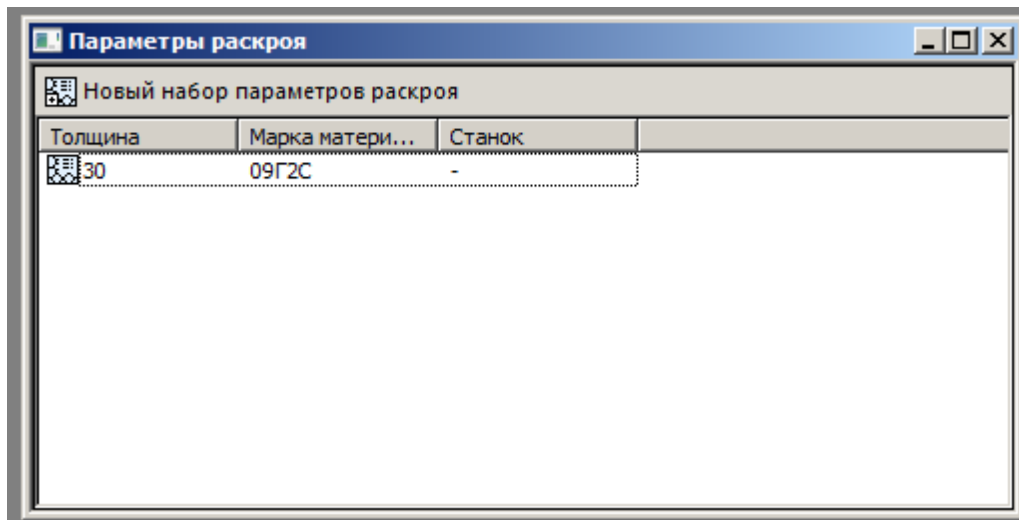 Параметры раскроя
Новый набор параметров раскроя
Толщина Марка матери... Станок
30 09Г2С -